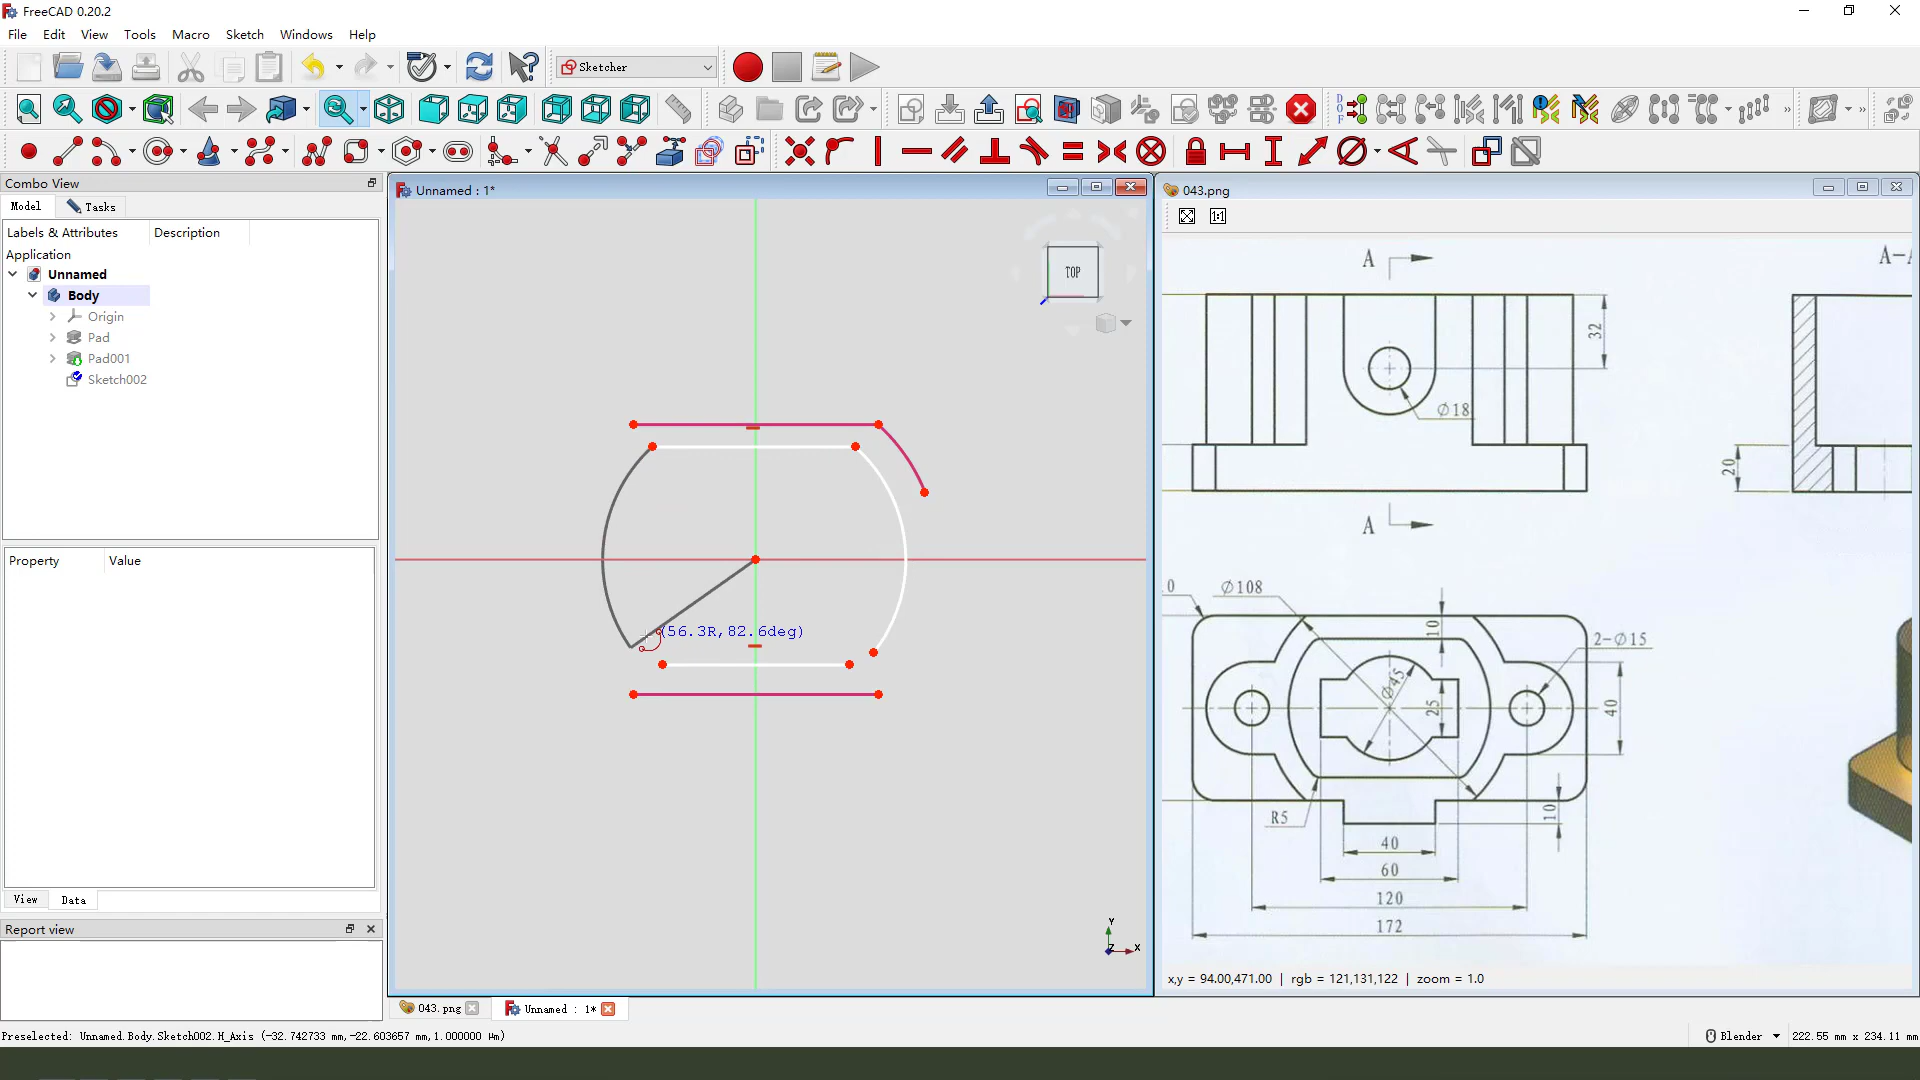 FreeCAD 0.20.2
File Edit View Tools Macro Sketch Windows Help
Sketcher
Combo View
Model Tasks
Labels & Attributes Description
Application
Unnamed
Body
Origin
Pad
Pad001
Sketch002
Property Value
View Data
Report view
Unnamed : 1*
TOP
(56.3R,82.6deg)
Y
Z X
043.png
1:1
A
A-A
32
Ø18
20
A
0
Ø108
10
2-Ø15
Ø45
25
40
R5
10
40
60
120
172
x,y = 94.00,471.00 | rgb = 121,131,122 | zoom = 1.0
043.png Unnamed : 1*
Preselected: Unnamed.Body.Sketch002.H_Axis (-32.742733 mm,-22.603657 mm,1.000000 µm)
Blender 222.55 mm x 234.11 mm